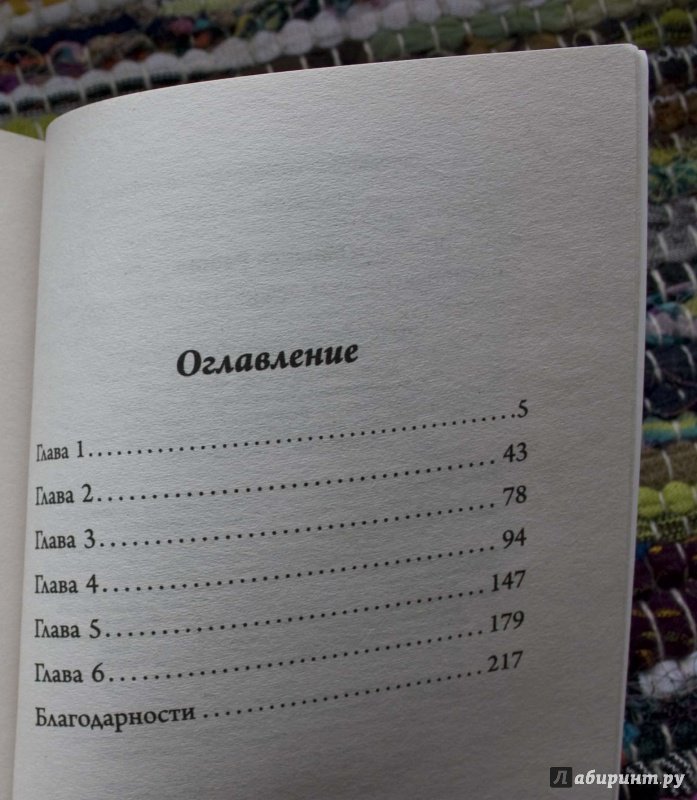 Оглавление
Глава 1........................................5
Глава 2.................................... 43
Глава 3.................................... 78
Глава 4.................................... 94
Глава 5................................... 147
Глава 6................................... 179
Благодарности ......................... 217
Лабиринт.ру